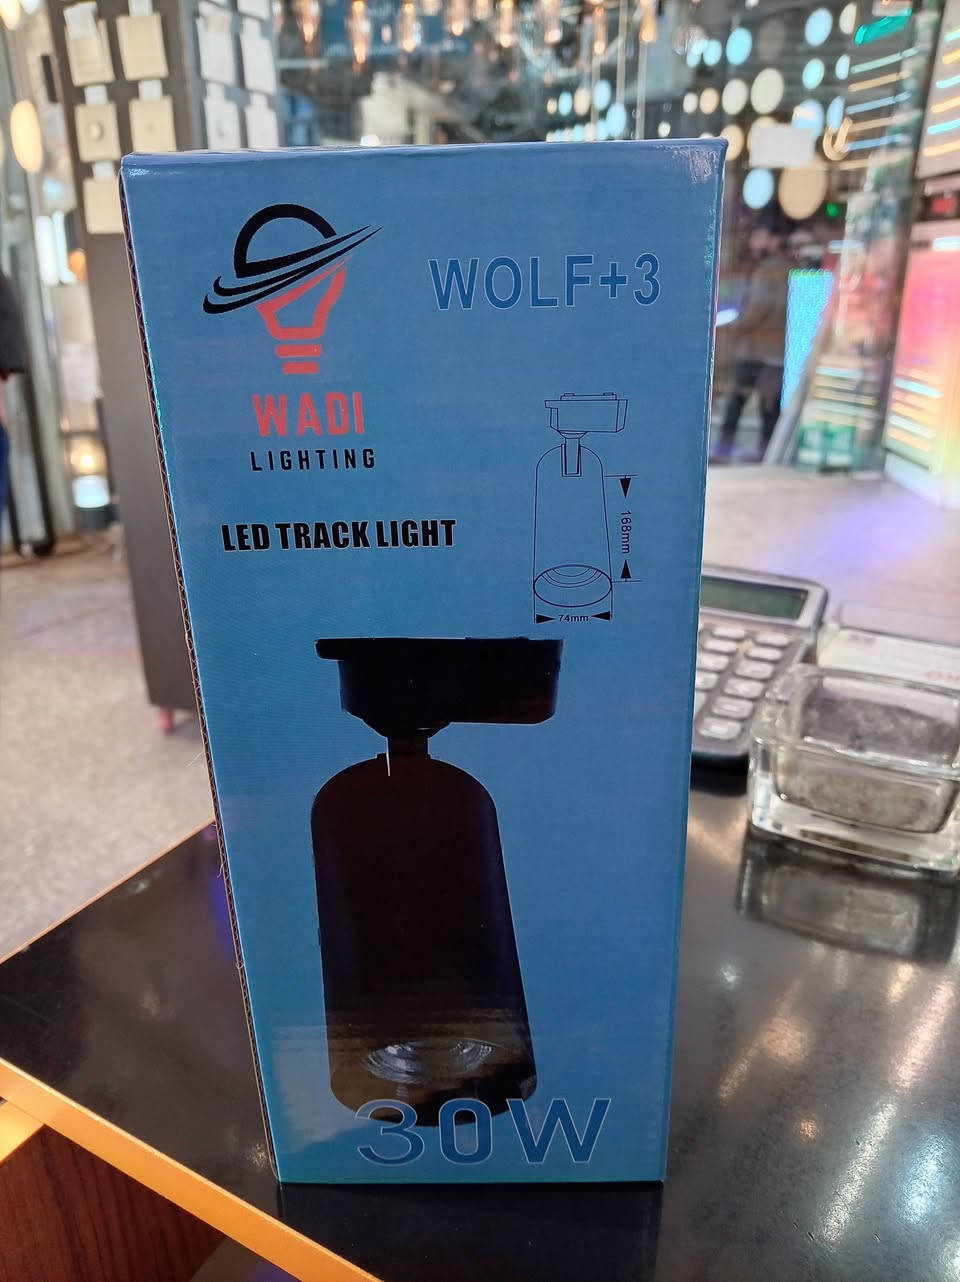 WOLF+3
WADI
LIGHTING
LED TRACK LIGHT
168mm
74mm
30W